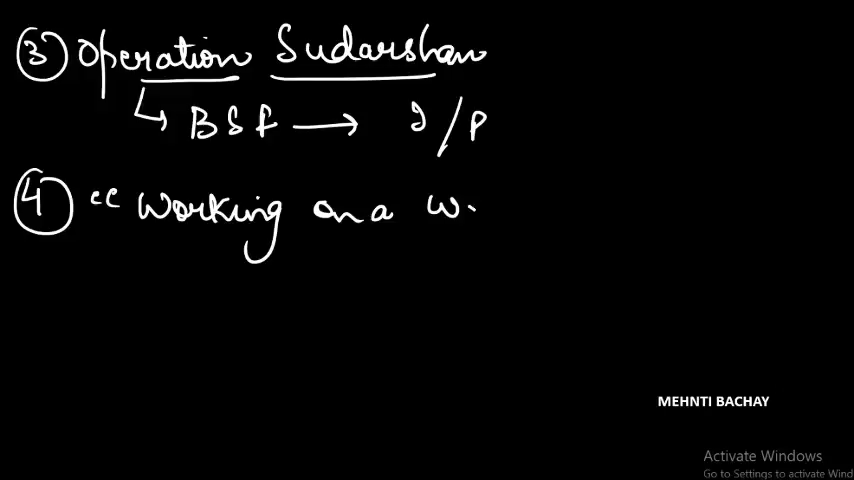 ③ Operation Sudarshan
↳ BSF → I/P
④ “Working on a w.
MEHNTI BACHAY
Activate Windows
Go to Settings to activate Wind